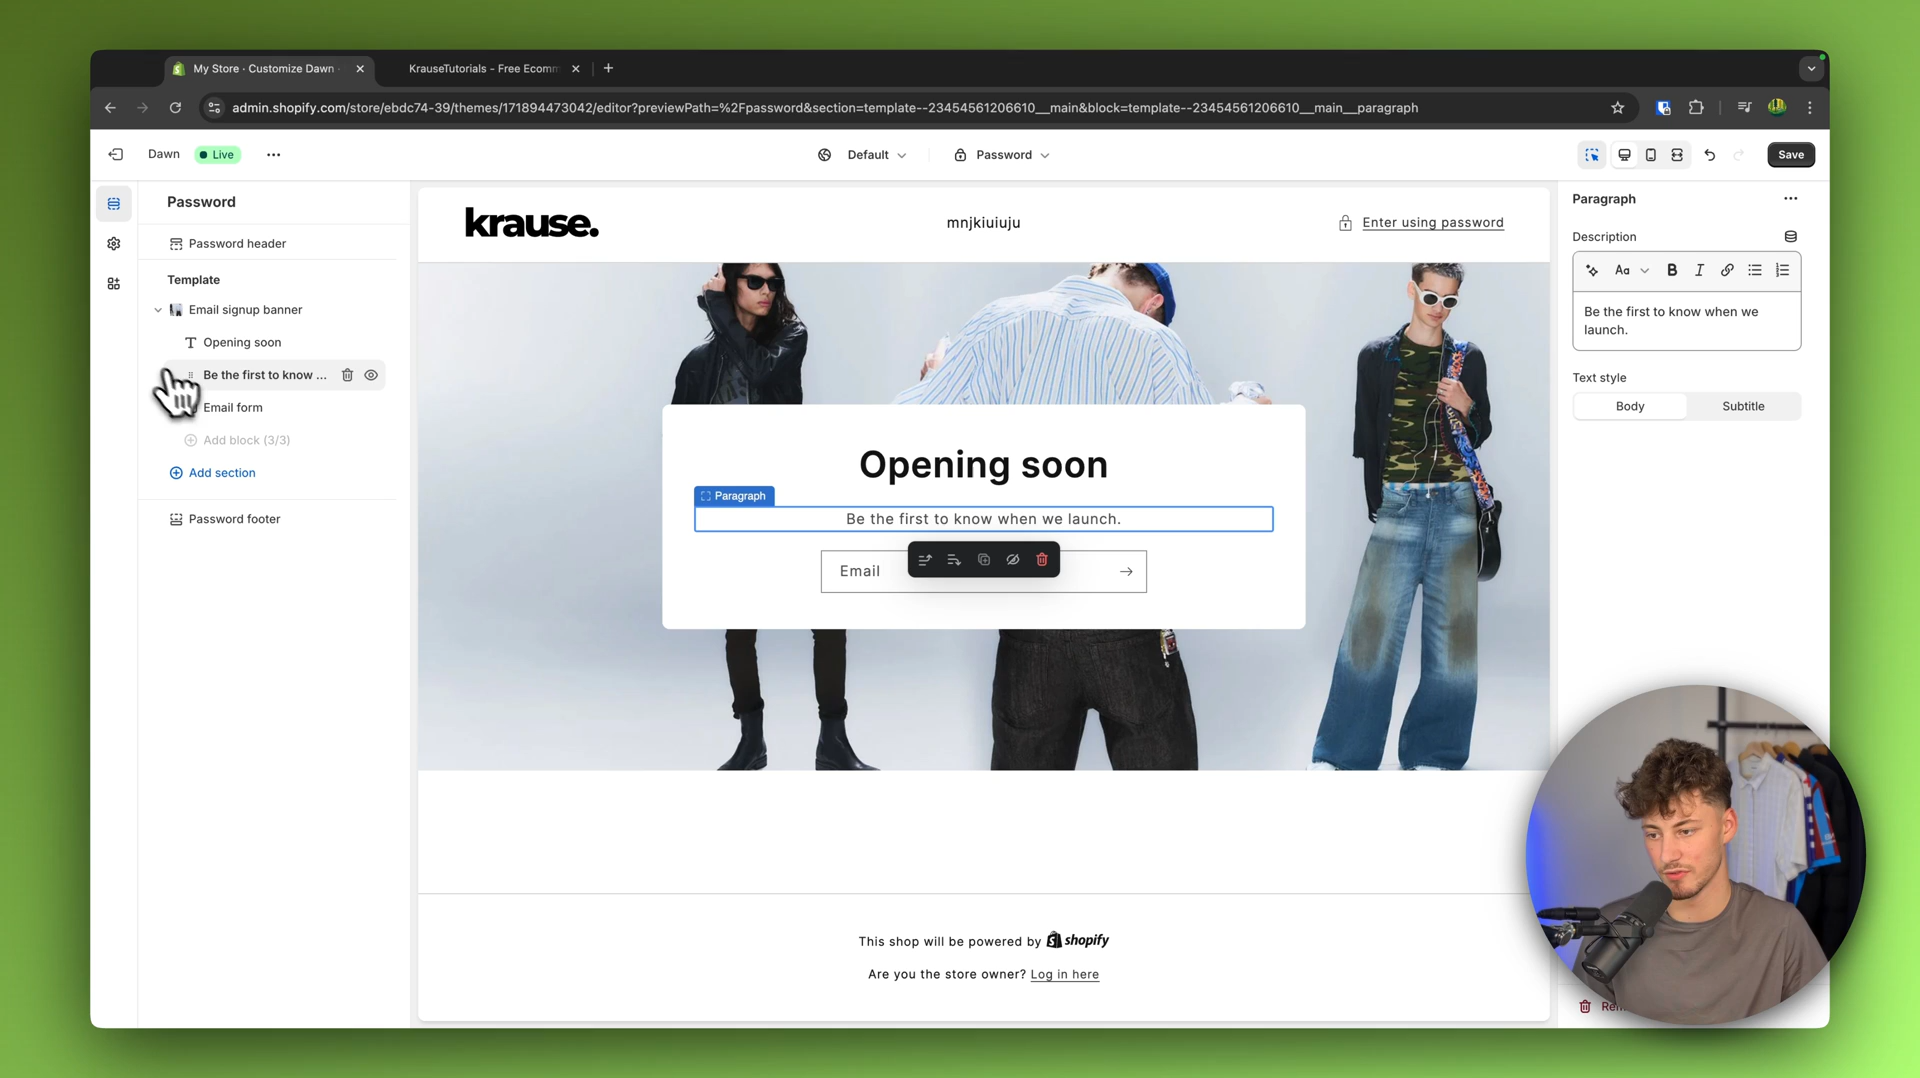 My Store · Customize Dawn ·
KrauseTutorials - Free Ecomm
admin.shopify.com/store/ebdc74-39/themes/171894473042/editor?previewPath=%2Fpassword&section=template--23454561206610__main&block=template--23454561206610__main__paragraph
Dawn
Live
Default
Password
Save
Password
Password header
Template
Email signup banner
Opening soon
Be the first to know ...
Email form
Add block (3/3)
Add section
Password footer
krause.
mnjkiuiuju
Enter using password
Opening soon
Paragraph
Be the first to know when we launch.
Email
This shop will be powered by shopify
Are you the store owner? Log in here
Paragraph
Description
Aa
B
I
Be the first to know when we
launch.
Text style
Body
Subtitle